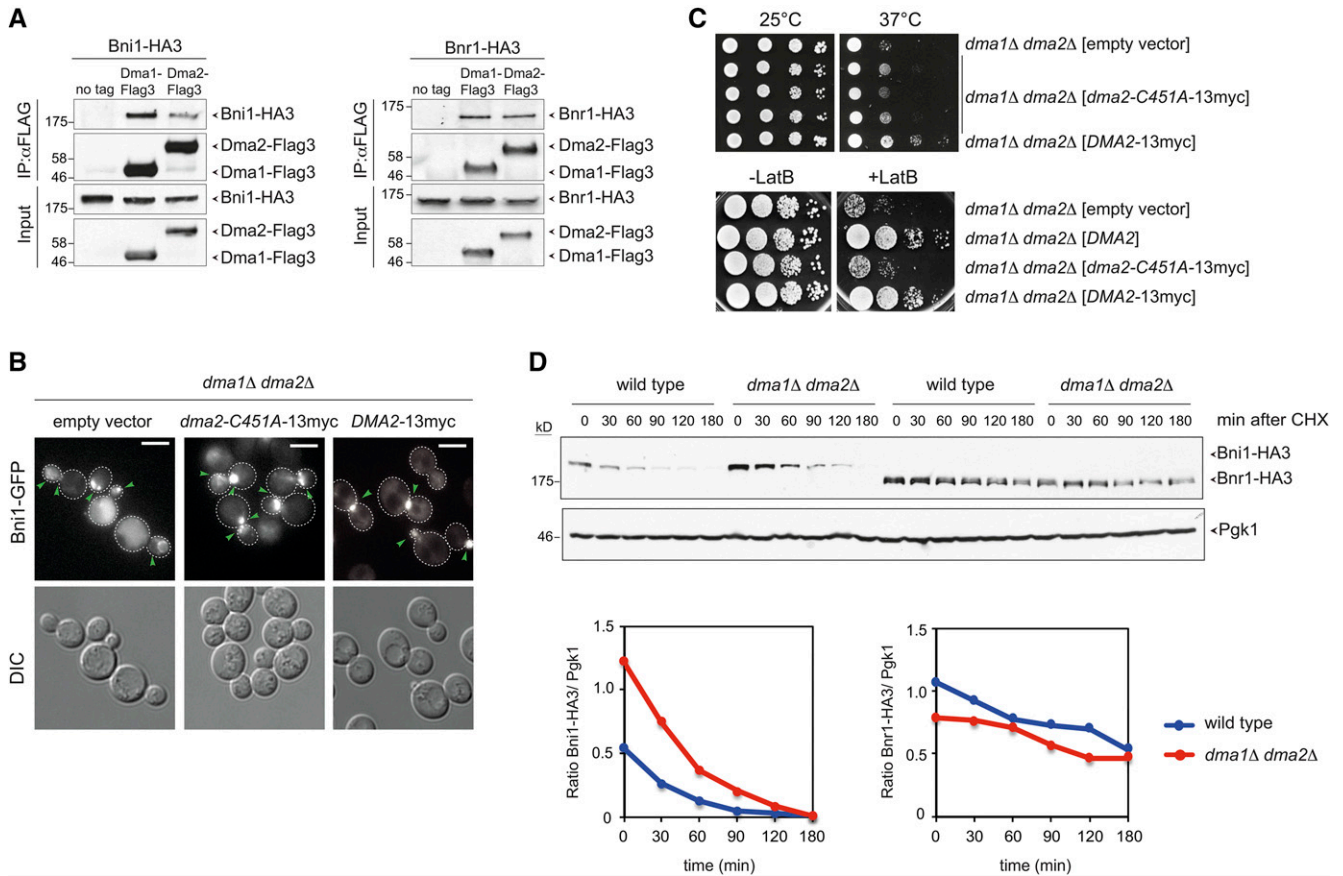 A
Bni1-HA3
no tag
Dma1-
Flag3
Dma2-
Flag3
IP:αFLAG
175-
Bni1-HA3
58-
46-
Dma2-Flag3
Dma1-Flag3
Input
175-
Bni1-HA3
58-
46-
Dma2-Flag3
Dma1-Flag3
Bnr1-HA3
no tag
Dma1-
Flag3
Dma2-
Flag3
IP:αFLAG
175-
Bnr1-HA3
58-
46-
Dma2-Flag3
Dma1-Flag3
Input
175-
Bnr1-HA3
58-
46-
Dma2-Flag3
Dma1-Flag3
B
dma1Δ dma2Δ
empty vector dma2-C451A-13myc DMA2-13myc
Bni1-GFP
DIC
C
25°C 37°C
dma1Δ dma2Δ [empty vector]
dma1Δ dma2Δ [dma2-C451A-13myc]
dma1Δ dma2Δ [DMA2-13myc]
-LatB +LatB
dma1Δ dma2Δ [empty vector]
dma1Δ dma2Δ [DMA2]
dma1Δ dma2Δ [dma2-C451A-13myc]
dma1Δ dma2Δ [DMA2-13myc]
D
wild type dma1Δ dma2Δ wild type dma1Δ dma2Δ
kD 0 30 60 90 120 180 0 30 60 90 120 180 0 30 60 90 120 180 0 30 60 90 120 180 min after CHX
Bni1-HA3
175- Bnr1-HA3
46- Pgk1
Ratio Bni1-HA3/ Pgk1
1.5
1.0
0.5
0
0 30 60 90 120 180
time (min)
Ratio Bnr1-HA3/ Pgk1
1.5
1.0
0.5
0
0 30 60 90 120 180
time (min)
wild type
dma1Δ dma2Δ